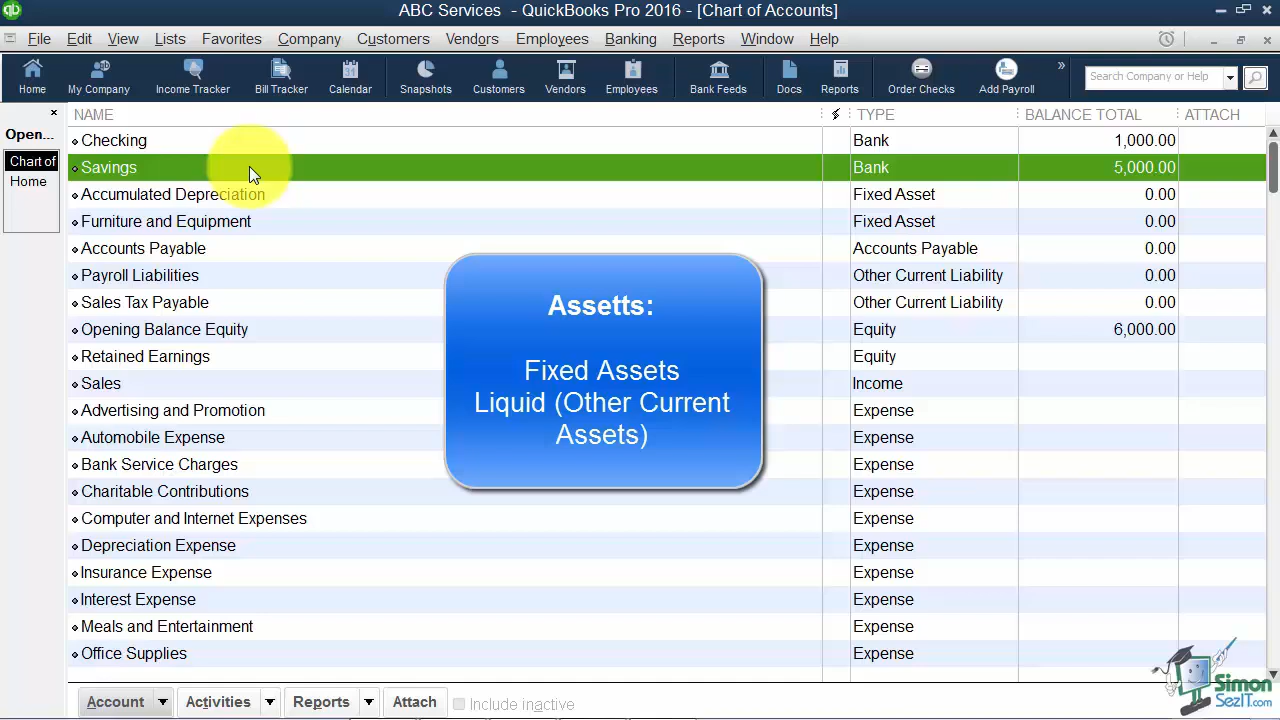 ABC Services - QuickBooks Pro 2016 - [Chart of Accounts]
File Edit View Lists Favorites Company Customers Vendors Employees Banking Reports Window Help
Home My Company Income Tracker Bill Tracker Calendar Snapshots Customers Vendors Employees Bank Feeds Docs Reports Order Checks Add Payroll » Search Company or Help
Open...
Chart of
Home
NAME TYPE BALANCE TOTAL ATTACH
Checking Bank 1,000.00
Savings Bank 5,000.00
Accumulated Depreciation Fixed Asset 0.00
Furniture and Equipment Fixed Asset 0.00
Accounts Payable Accounts Payable 0.00
Payroll Liabilities Other Current Liability 0.00
Sales Tax Payable Other Current Liability 0.00
Opening Balance Equity Equity 6,000.00
Retained Earnings Equity
Sales Income
Advertising and Promotion Expense
Automobile Expense Expense
Bank Service Charges Expense
Charitable Contributions Expense
Computer and Internet Expenses Expense
Depreciation Expense Expense
Insurance Expense Expense
Interest Expense Expense
Meals and Entertainment Expense
Office Supplies Expense
Assetts:
Fixed Assets
Liquid (Other Current
Assets)
Account Activities Reports Attach Include inactive
Simon
SezIT.com